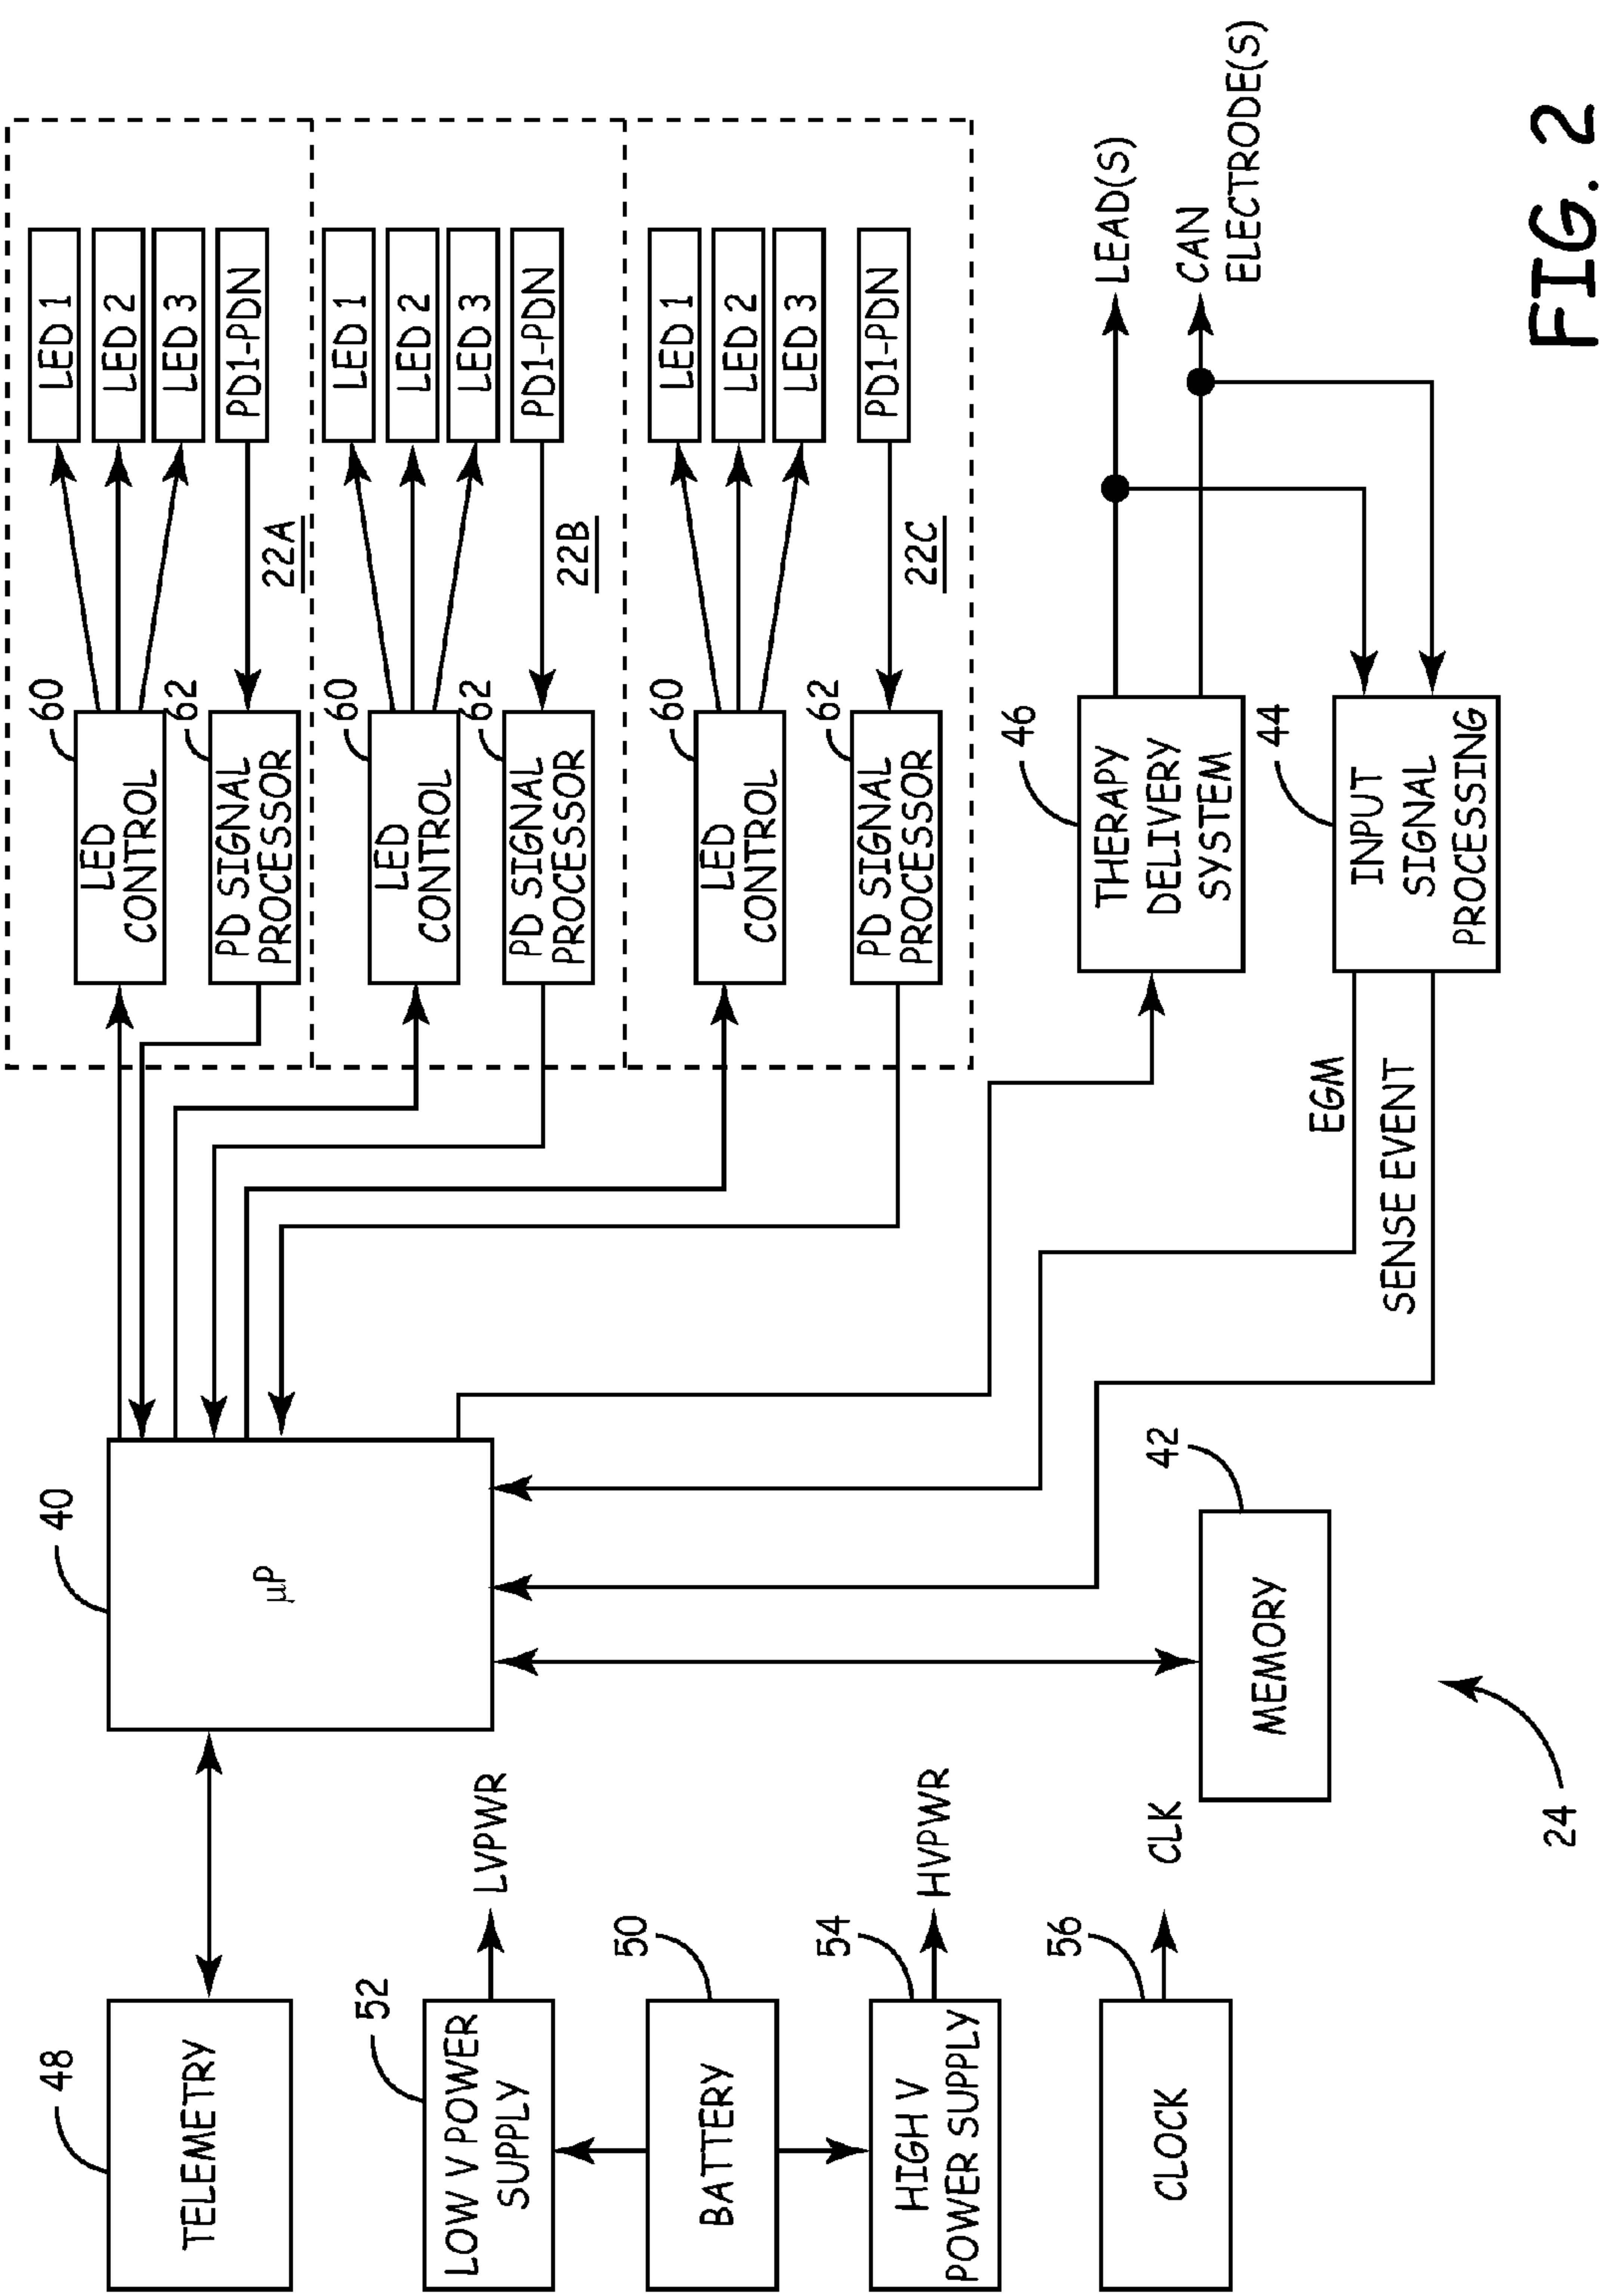 48
TELEMETRY
52
LOW V POWER
SUPPLY
50
BATTERY
54
HIGH V
POWER SUPPLY
56
CLOCK
LVPWR
HVPWR
CLK
40
µP
42
MEMORY
24
60
LED
CONTROL
62
PD SIGNAL
PROCESSOR
LED 1
LED 2
LED 3
PD1-PDN
22A
60
LED
CONTROL
62
PD SIGNAL
PROCESSOR
LED 1
LED 2
LED 3
PD1-PDN
22B
60
LED
CONTROL
62
PD SIGNAL
PROCESSOR
LED 1
LED 2
LED 3
PD1-PDN
22C
46
THERAPY
DELIVERY
SYSTEM
LEAD(S)
CAN
ELECTRODE(S)
44
INPUT
SIGNAL
PROCESSING
EGM
SENSE EVENT
FIG. 2